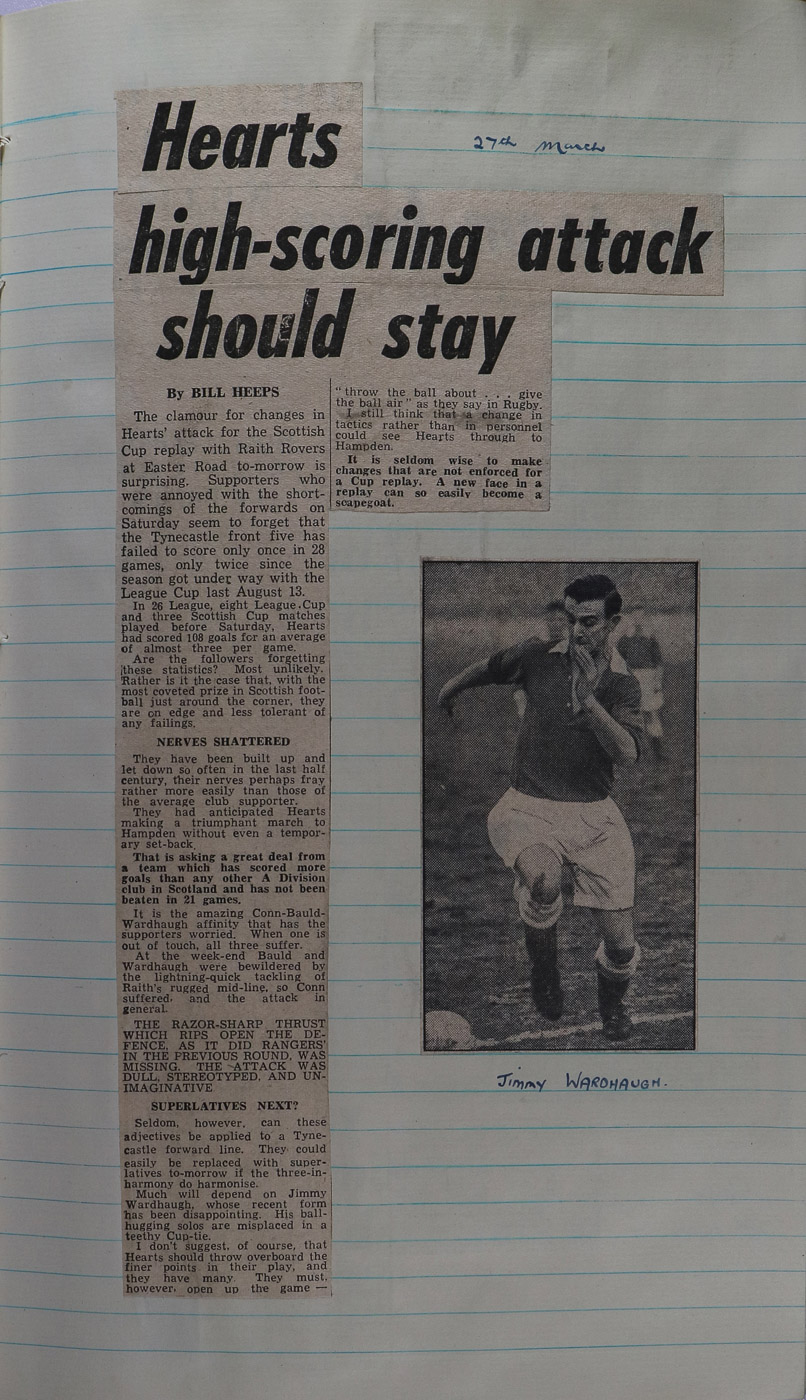 Hearts
27th March
high-scoring attack
should stay
By BILL HEEPS
The clamour for changes in
Hearts' attack for the Scottish
Cup replay with Raith Rovers
at Easter Road to-morrow is
surprising. Supporters who
were annoyed with the short-
comings of the forwards on
Saturday seem to forget that
the Tynecastle front five has
failed to score only once in 28
games, only twice since the
season got under way with the
League Cup last August 13.
In 26 League, eight League Cup
and three Scottish Cup matches
played before Saturday, Hearts
had scored 108 goals for an average
of almost three per game.
Are the followers forgetting
these statistics? Most unlikely.
Rather is it the case that, with the
most coveted prize in Scottish foot-
ball just around the corner, they
are on edge and less tolerant of
any failings.
NERVES SHATTERED
They have been built up and
let down so often in the last half
century, their nerves perhaps fray
rather more easily than those of
the average club supporter.
They had anticipated Hearts
making a triumphant march to
Hampden without even a tempor-
ary set-back.
That is asking a great deal from
a team which has scored more
goals than any other A Division
club in Scotland and has not been
beaten in 21 games.
It is the amazing Conn-Bauld-
Wardhaugh affinity that has the
supporters worried. When one is
out of touch, all three suffer.
At the week-end Bauld and
Wardhaugh were bewildered by
the lightning-quick tackling of
Raith's rugged mid-line, so Conn
suffered, and the attack in
general.
THE RAZOR-SHARP THRUST
WHICH RIPS OPEN THE DE-
FENCE, AS IT DID RANGERS'
IN THE PREVIOUS ROUND, WAS
MISSING. THE ATTACK WAS
DULL, STEREOTYPED, AND UN-
IMAGINATIVE
SUPERLATIVES NEXT?
Seldom, however, can these
adjectives be applied to a Tyne-
castle forward line. They could
easily be replaced with super-
latives to-morrow if the three-in-
harmony do harmonise.
Much will depend on Jimmy
Wardhaugh, whose recent form
has been disappointing. His ball-
hugging solos are misplaced in a
teethy Cup-tie.
I don't suggest, of course, that
Hearts should throw overboard the
finer points in their play, and
they have many. They must,
however, open up the game —
"throw the ball about . . . give
the ball air" as they say in Rugby.
I still think that a change in
tactics rather than in personnel
could see Hearts through to
Hampden.
It is seldom wise to make
changes that are not enforced for
a Cup replay. A new face in a
replay can so easily become a
scapegoat.
Jimmy WARDHAUGH.